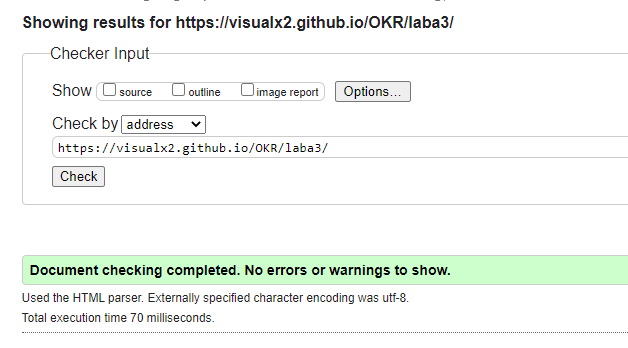 Showing results for https://visualx2.github.io/OKR/laba3/
Checker Input
Show source outline image report Options...
Check by address
https://visualx2.github.io/OKR/laba3/
Check
Document checking completed. No errors or warnings to show.
Used the HTML parser. Externally specified character encoding was utf-8.
Total execution time 70 milliseconds.